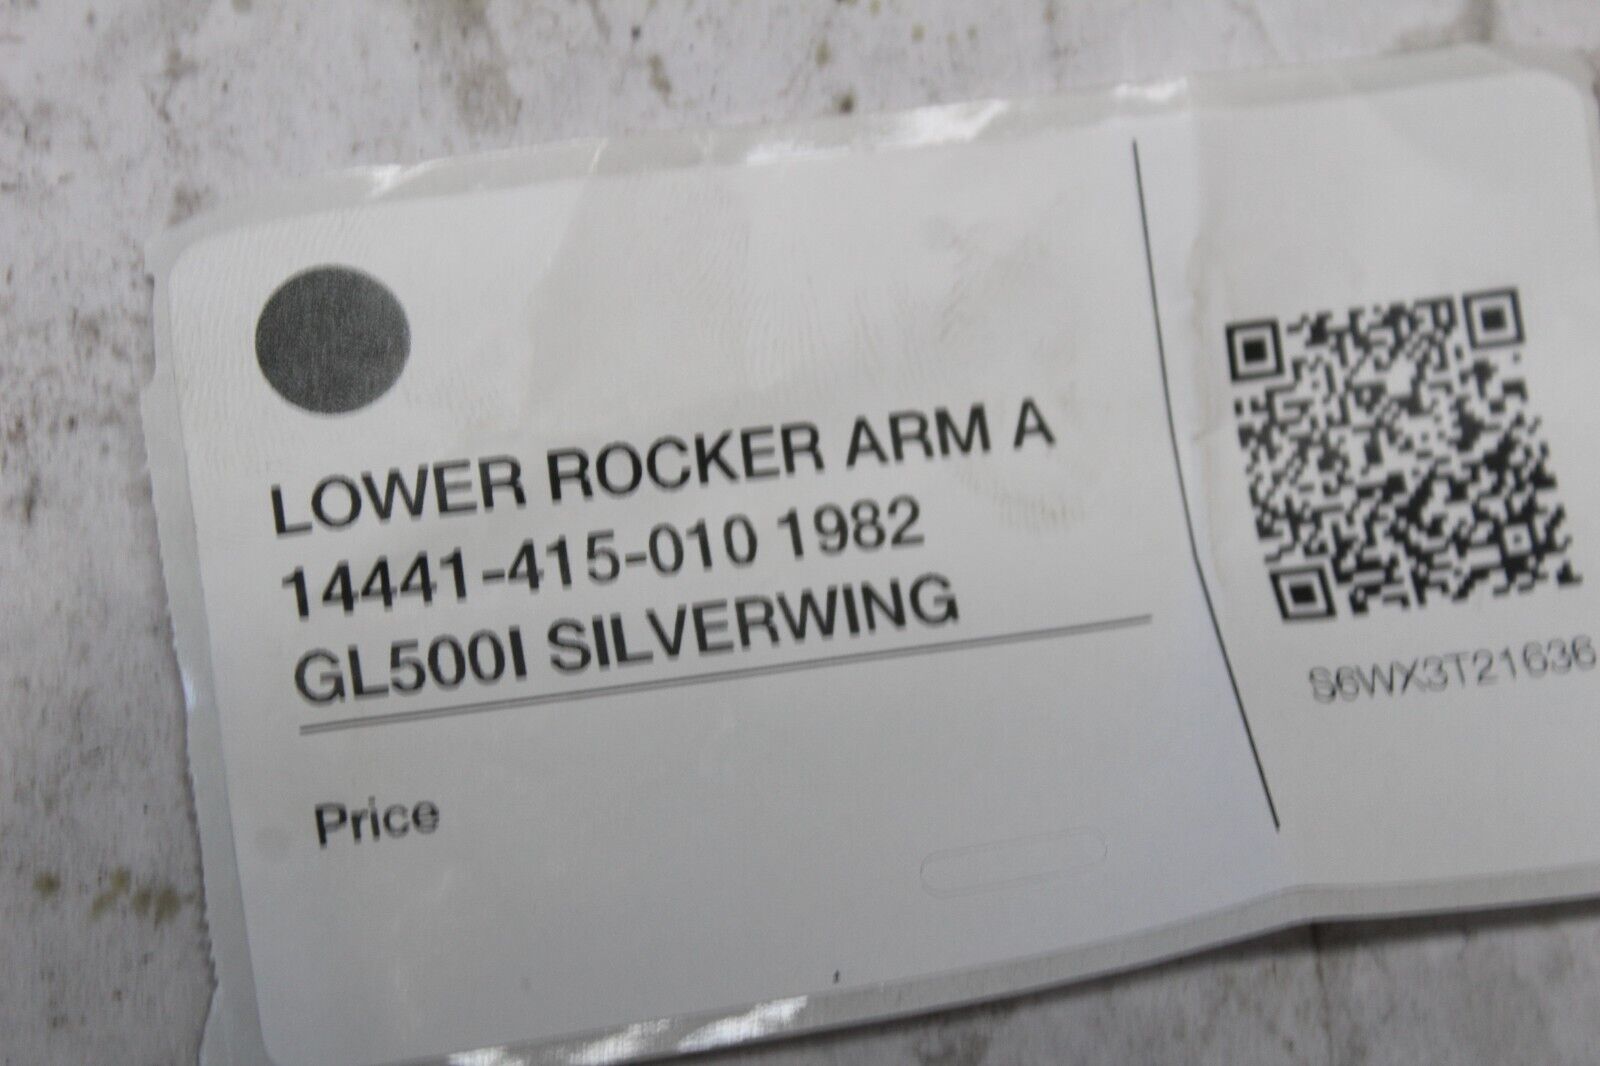 LOWER ROCKER ARM A
14441-415-010 1982
GL500I SILVERWING
Price
S6WX3T21636